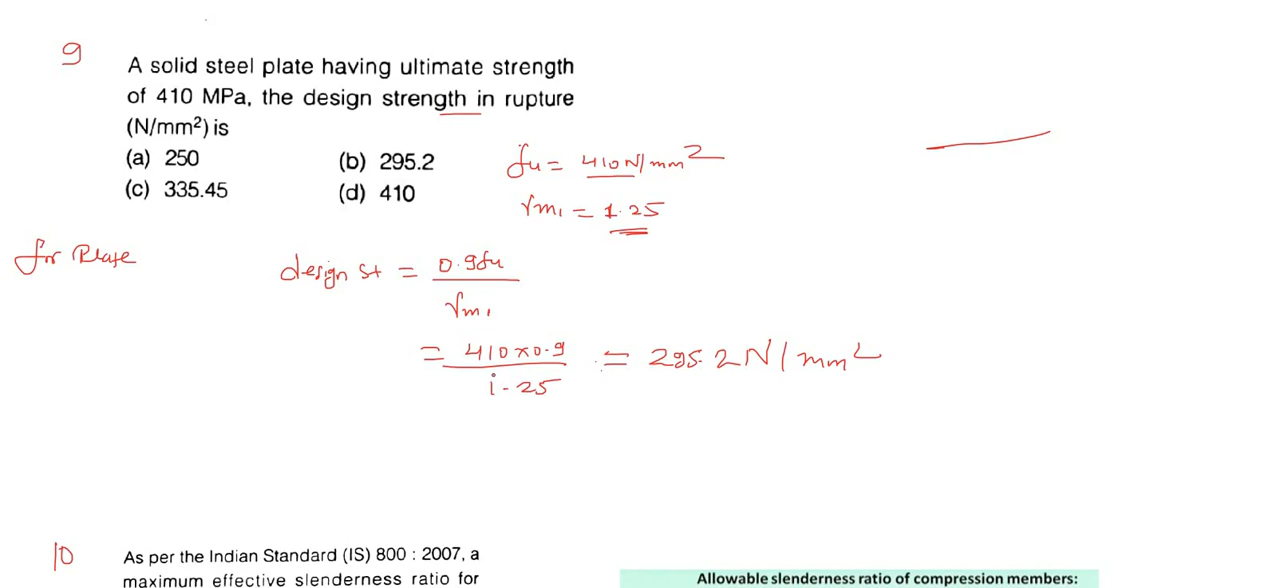 9
A solid steel plate having ultimate strength
of 410 MPa, the design strength in rupture
(N/mm²) is
(a) 250 (b) 295.2
(c) 335.45 (d) 410
fu = 410 N/mm²
γm₁ = 1.25
for Plate
design st = 0.9fu / γm₁
= 410×0.9 / 1.25 = 295.2 N/mm²
10
As per the Indian Standard (IS) 800 : 2007, a
maximum effective slenderness ratio for
Allowable slenderness ratio of compression members: